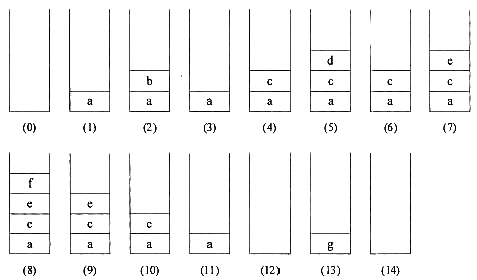 d e
b c c c c
a a a a a a a
(0) (1) (2) (3) (4) (5) (6) (7)
f
e e
c c c
a a a a g
(8) (9) (10) (11) (12) (13) (14)